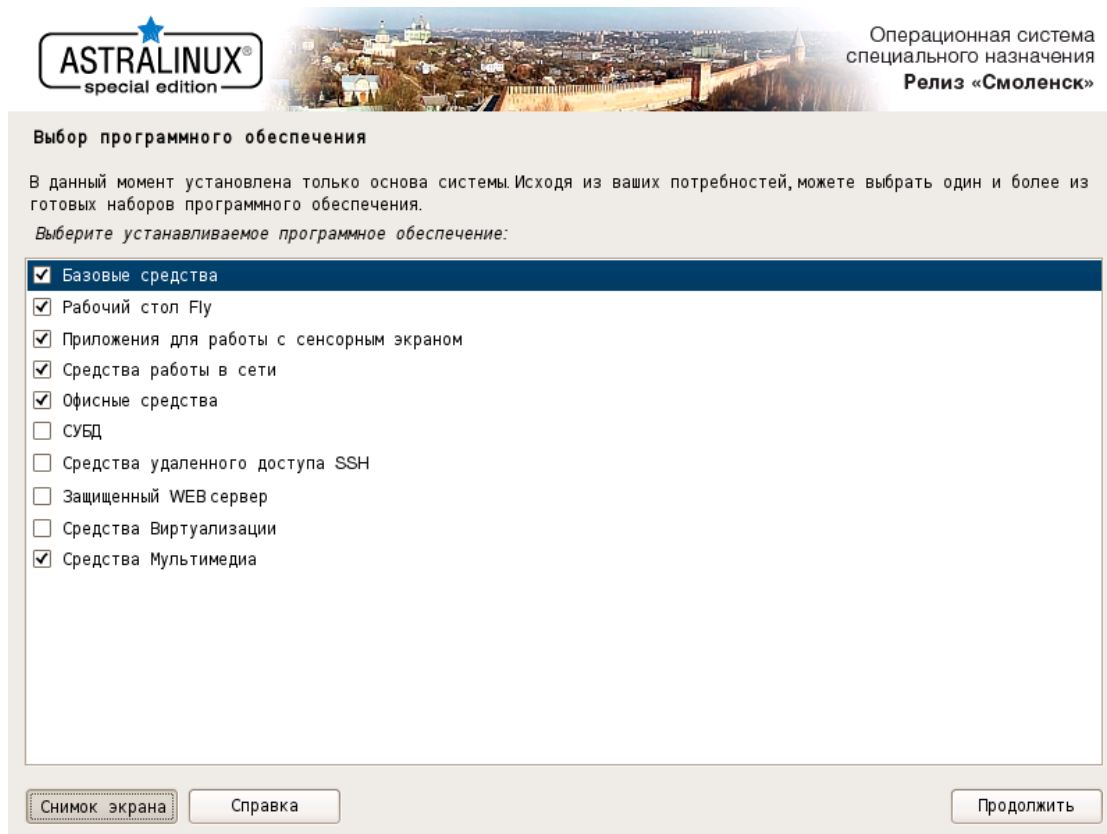 ASTRALINUX®
special edition
Операционная система
специального назначения
Релиз «Смоленск»
Выбор программного обеспечения
В данный момент установлена только основа системы. Исходя из ваших потребностей, можете выбрать один и более из
готовых наборов программного обеспечения.
Выберите устанавливаемое программное обеспечение:
Базовые средства
Рабочий стол Fly
Приложения для работы с сенсорным экраном
Средства работы в сети
Офисные средства
СУБД
Средства удаленного доступа SSH
Защищенный WEB сервер
Средства Виртуализации
Средства Мультимедиа
Снимок экрана
Справка
Продолжить